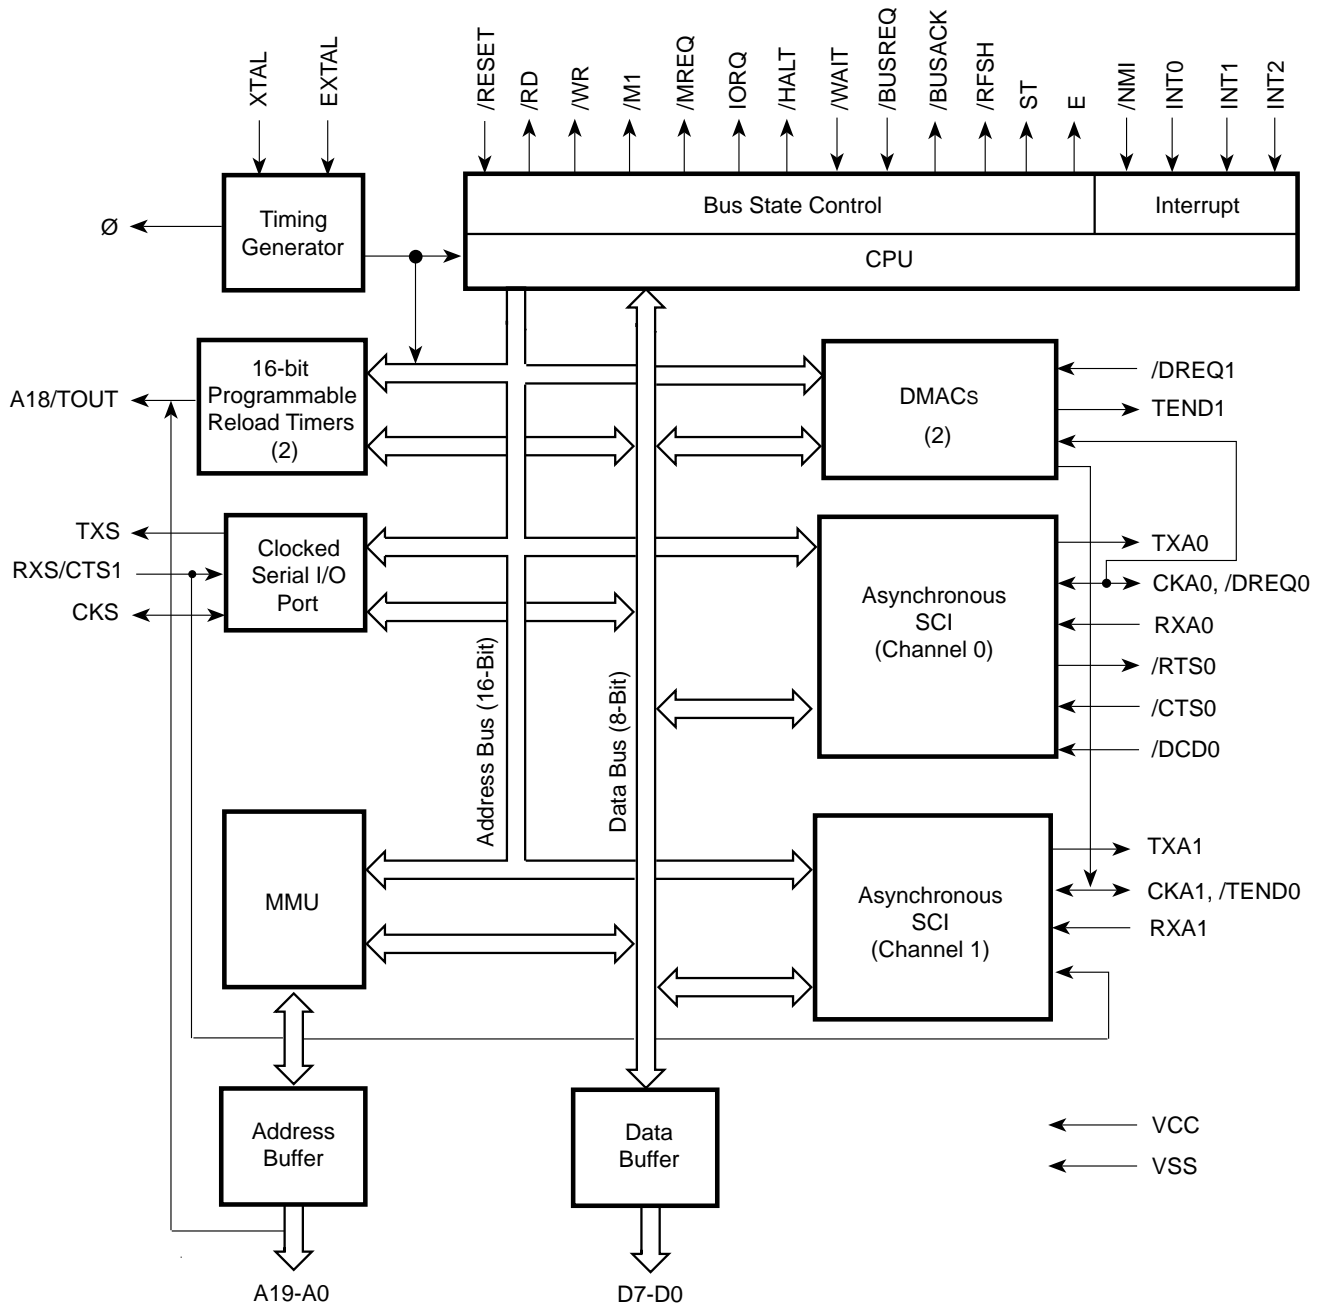 XTAL
EXTAL
/RESET
/RD
/WR
/M1
/MREQ
IORQ
/HALT
/WAIT
/BUSREQ
/BUSACK
/RFSH
ST
E
/NMI
INT0
INT1
INT2
Ø
Timing
Generator
Bus State Control
Interrupt
CPU
A18/TOUT
16-bit
Programmable
Reload Timers
(2)
DMACs
(2)
/DREQ1
TEND1
TXS
RXS/CTS1
CKS
Clocked
Serial I/O
Port
Address Bus (16-Bit)
Data Bus (8-Bit)
Asynchronous
SCI
(Channel 0)
TXA0
CKA0, /DREQ0
RXA0
/RTS0
/CTS0
/DCD0
MMU
Asynchronous
SCI
(Channel 1)
TXA1
CKA1, /TEND0
RXA1
Address
Buffer
Data
Buffer
VCC
VSS
A19-A0
D7-D0